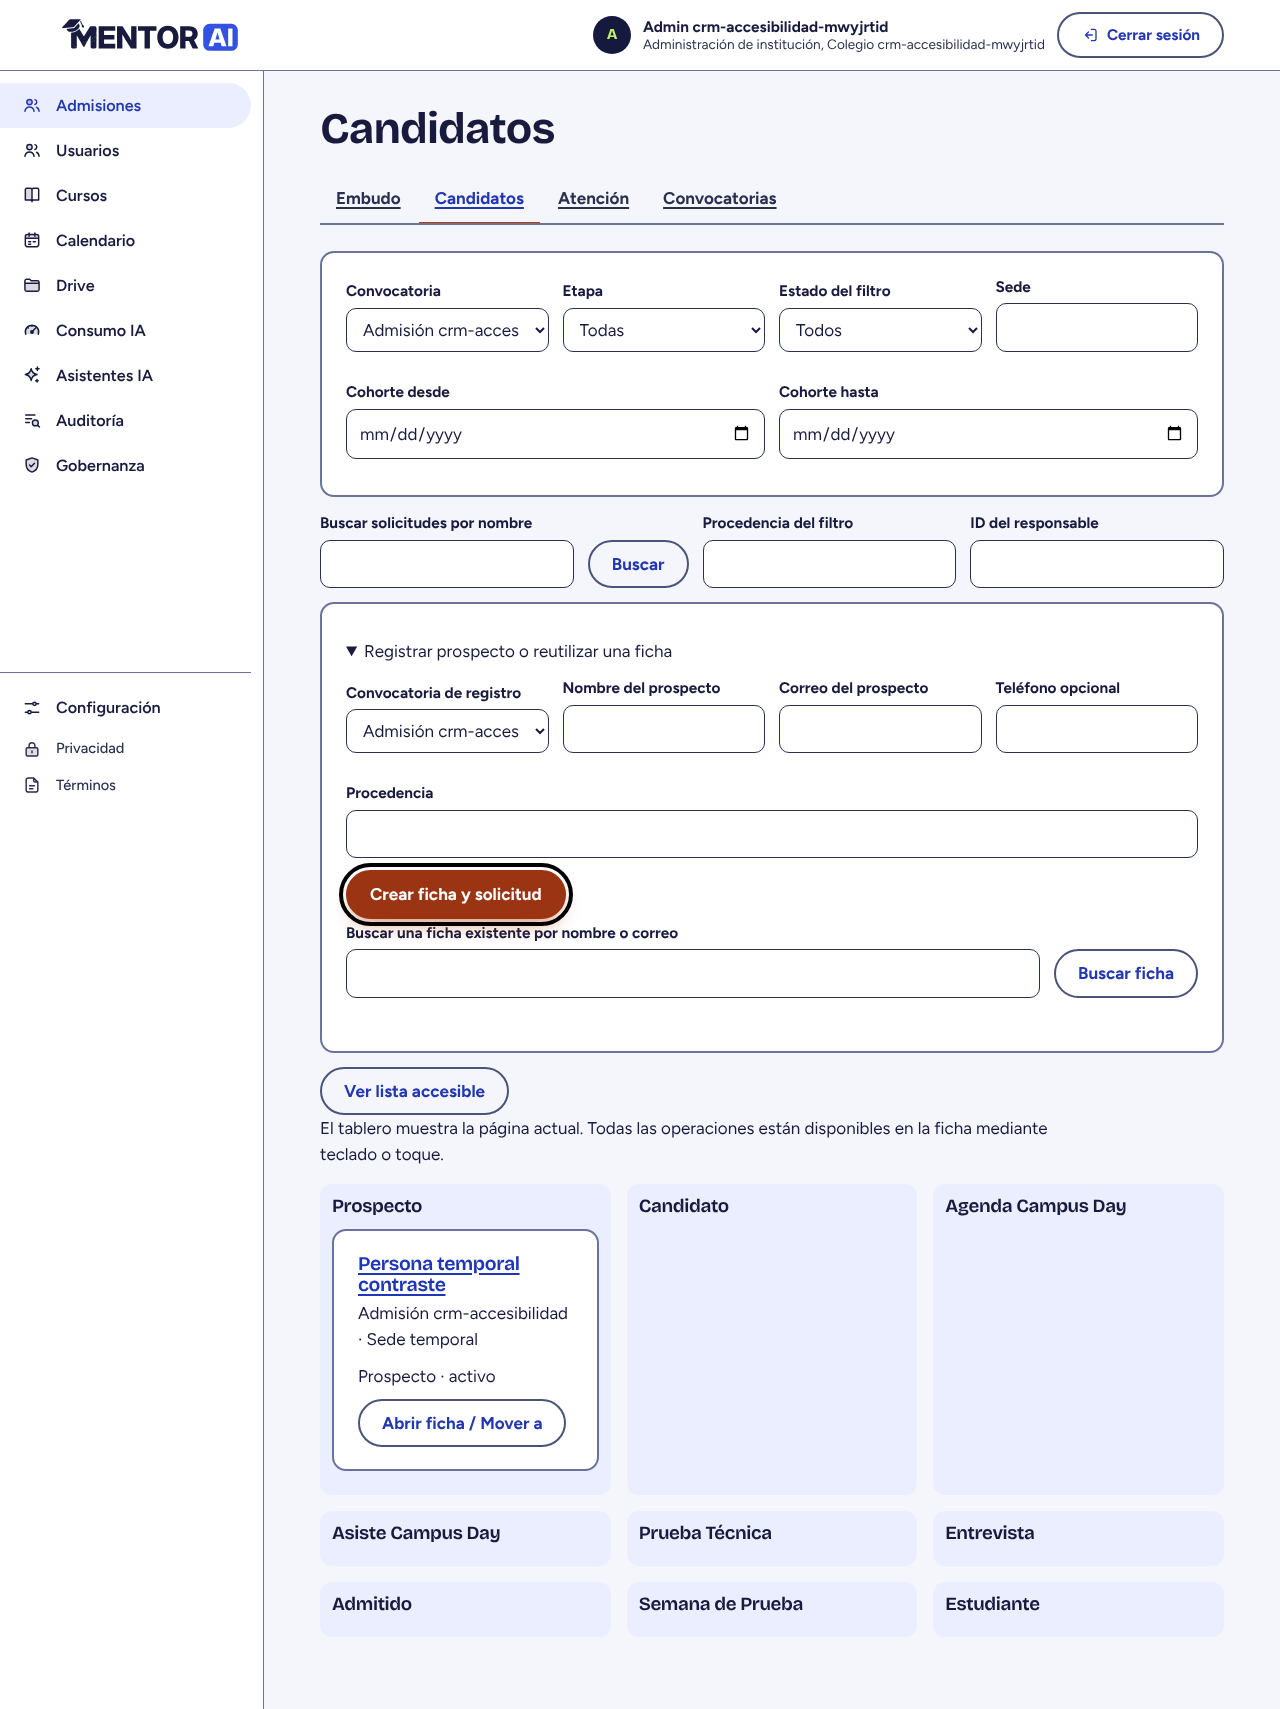 MENTOR AI
A
Admin crm-accesibilidad-mwyjrtid
Administración de institución, Colegio crm-accesibilidad-mwyjrtid
Cerrar sesión
Admisiones
Usuarios
Cursos
Calendario
Drive
Consumo IA
Asistentes IA
Auditoría
Gobernanza
Configuración
Privacidad
Términos
Candidatos
Embudo Candidatos Atención Convocatorias
Convocatoria Etapa Estado del filtro Sede
Admisión crm-acces Todas Todos
Cohorte desde Cohorte hasta
mm/dd/yyyy mm/dd/yyyy
Buscar solicitudes por nombre Procedencia del filtro ID del responsable
Buscar
Registrar prospecto o reutilizar una ficha
Convocatoria de registro Nombre del prospecto Correo del prospecto Teléfono opcional
Admisión crm-acces
Procedencia
Crear ficha y solicitud
Buscar una ficha existente por nombre o correo
Buscar ficha
Ver lista accesible
El tablero muestra la página actual. Todas las operaciones están disponibles en la ficha mediante
teclado o toque.
Prospecto Candidato Agenda Campus Day
Persona temporal
contraste
Admisión crm-accesibilidad
· Sede temporal
Prospecto · activo
Abrir ficha / Mover a
Asiste Campus Day Prueba Técnica Entrevista
Admitido Semana de Prueba Estudiante